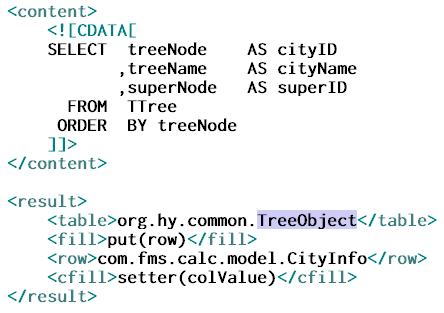 <content>
    <![CDATA[
    SELECT  treeNode    AS cityID
           ,treeName    AS cityName
           ,superNode   AS superID
      FROM  TTree
     ORDER  BY treeNode
    ]]>
</content>

<result>
    <table>org.hy.common.TreeObject</table>
    <fill>put(row)</fill>
    <row>com.fms.calc.model.CityInfo</row>
    <cfill>setter(colValue)</cfill>
</result>